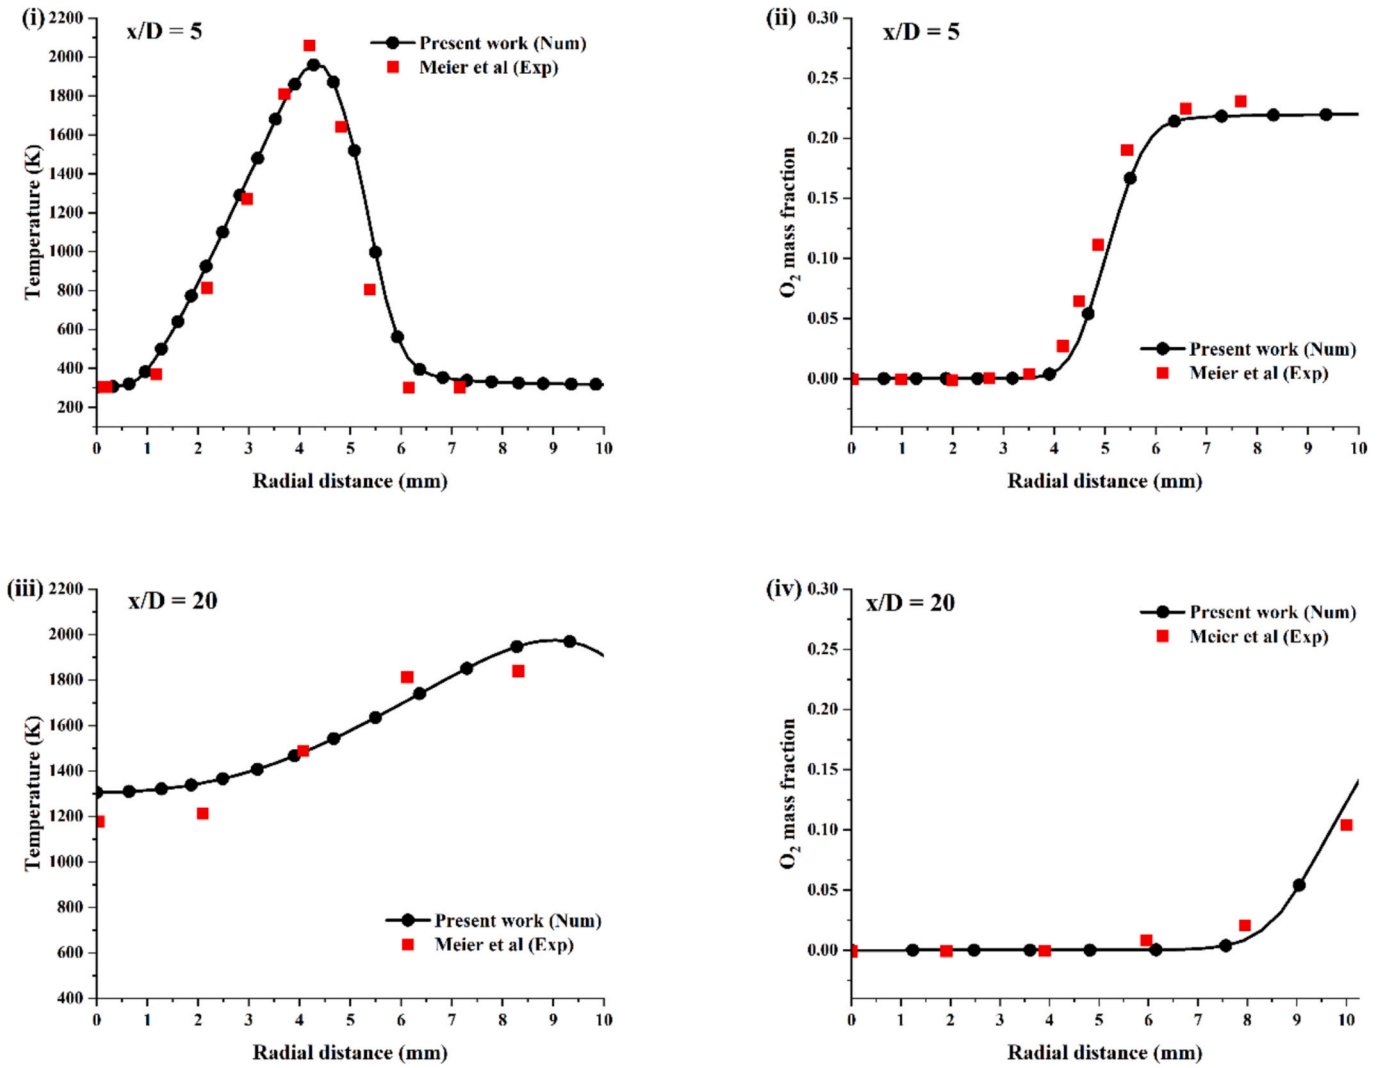 (i)
x/D = 5
Present work (Num)
Meier et al (Exp)
2200
2000
1800
1600
1400
1200
1000
800
600
400
200
Temperature (K)
0 1 2 3 4 5 6 7 8 9 10
Radial distance (mm)
(ii)
x/D = 5
0.30
0.25
0.20
0.15
0.10
0.05
0.00
O2 mass fraction
Present work (Num)
Meier et al (Exp)
0 1 2 3 4 5 6 7 8 9 10
Radial distance (mm)
(iii)
x/D = 20
2200
2000
1800
1600
1400
1200
1000
800
600
400
Temperature (K)
Present work (Num)
Meier et al (Exp)
0 1 2 3 4 5 6 7 8 9 10
Radial distance (mm)
(iv)
x/D = 20
Present work (Num)
Meier et al (Exp)
0.30
0.25
0.20
0.15
0.10
0.05
0.00
O2 mass fraction
0 1 2 3 4 5 6 7 8 9 10
Radial distance (mm)